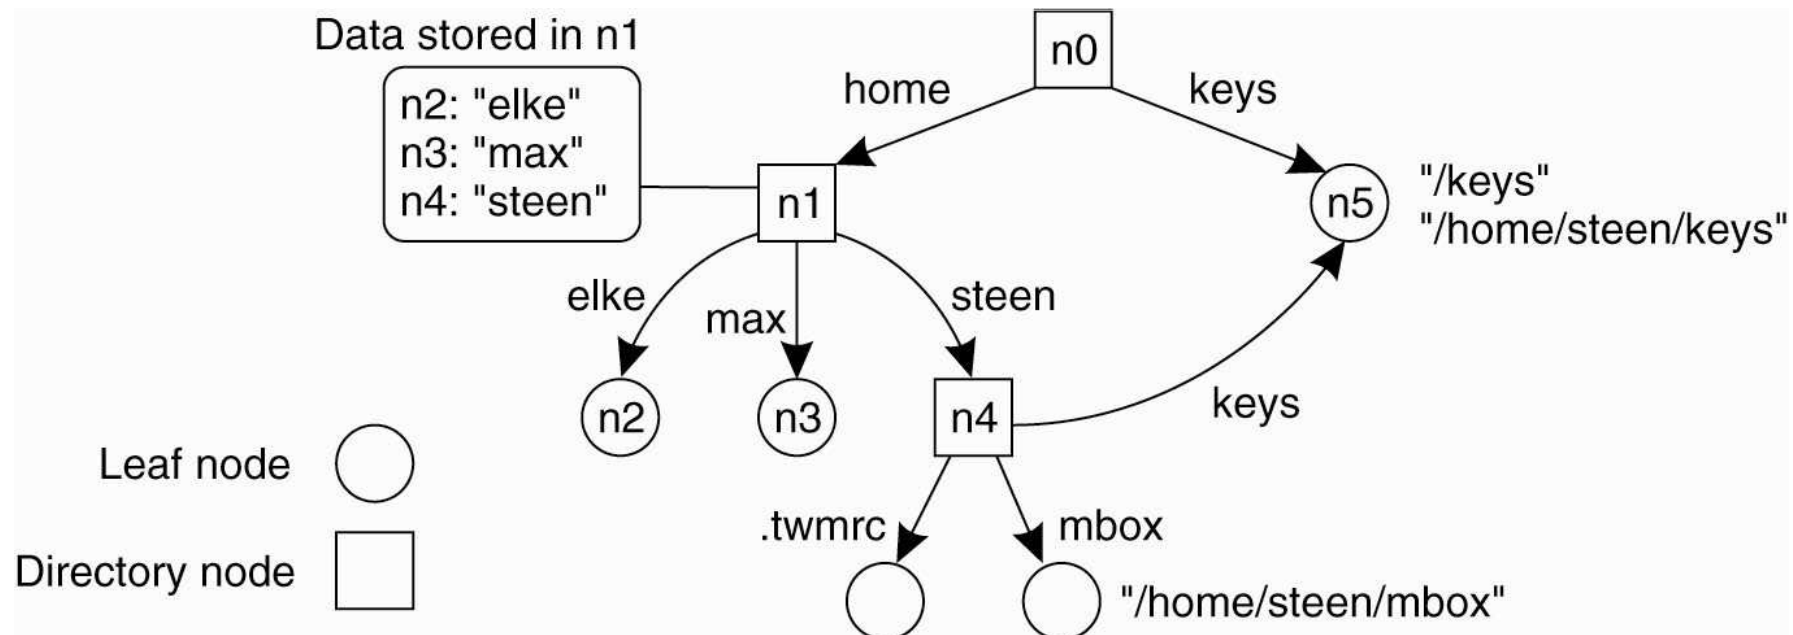 Data stored in n1
n2: "elke"
n3: "max"
n4: "steen"
n0
home
keys
n1
n5
"/keys"
"/home/steen/keys"
elke
max
steen
n2
n3
n4
keys
Leaf node
.twmrc
mbox
Directory node
"/home/steen/mbox"